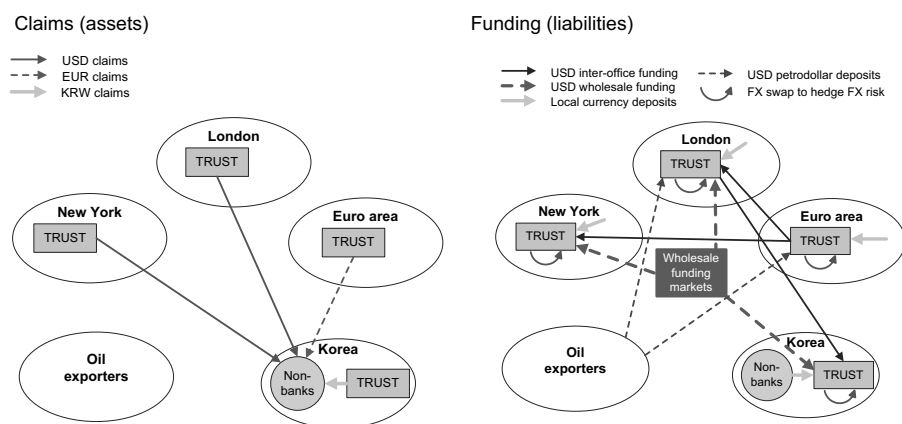 Claims (assets)
USD claims
EUR claims
KRW claims
London
TRUST
New York
TRUST
Euro area
TRUST
Oil
exporters
Korea
Non-
banks
TRUST
Funding (liabilities)
USD inter-office funding
USD wholesale funding
Local currency deposits
USD petrodollar deposits
FX swap to hedge FX risk
London
TRUST
New York
TRUST
Euro area
TRUST
Wholesale
funding
markets
Oil
exporters
Korea
Non-
banks
TRUST